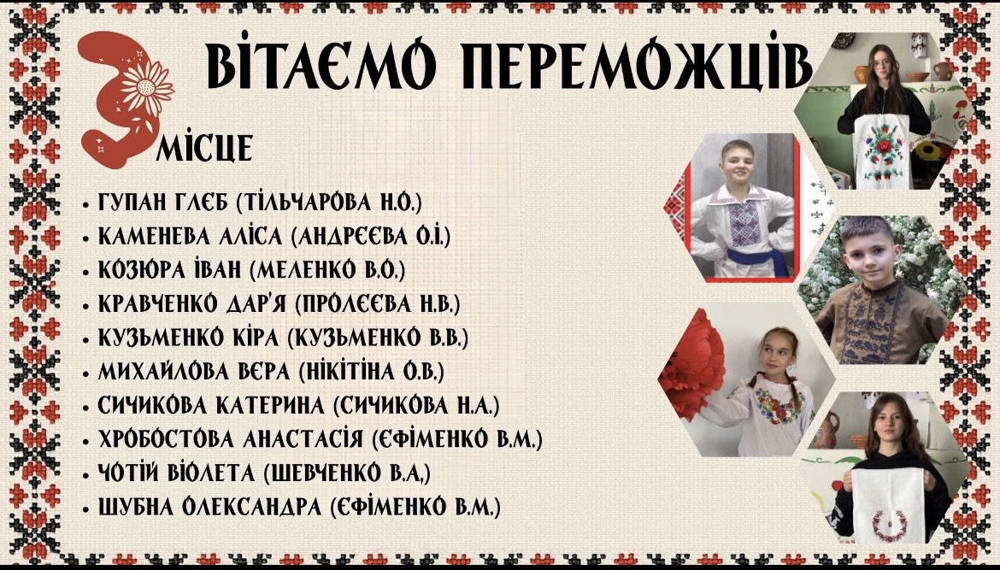 ВІТАЄМО ПЕРЕМОЖЦІВ
3
МІСЦЕ
• ГУПАН ГЛЄБ (ТІЛЬЧАРОВА Н.О.)
• КАМЕНЕВА АЛІСА (АНДРЄЄВА О.І.)
• КОЗЮРА ІВАН (МЕЛЕНКО В.О.)
• КРАВЧЕНКО ДАР'Я (ПРОЛЄЄВА Н.В.)
• КУЗЬМЕНКО КІРА (КУЗЬМЕНКО В.В.)
• МИХАЙЛОВА ВЄРА (НІКІТІНА О.В.)
• СИЧИКОВА КАТЕРИНА (СИЧИКОВА Н.А.)
• ХРОБОСТОВА АНАСТАСІЯ (ЄФІМЕНКО В.М.)
• ЧОТІЙ ВІОЛЕТА (ШЕВЧЕНКО В.А,)
• ШУБНА ОЛЕКСАНДРА (ЄФІМЕНКО В.М.)